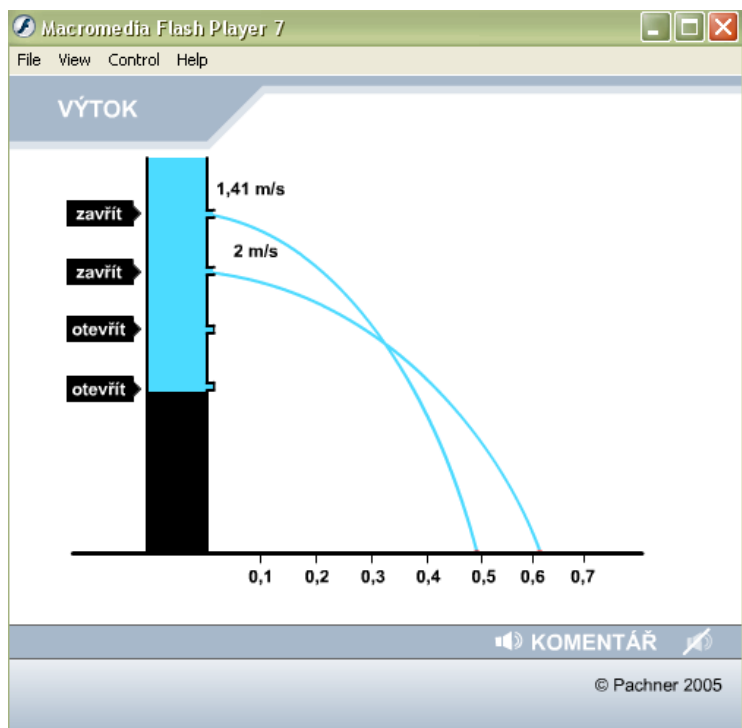 Macromedia Flash Player 7
File View Control Help
VÝTOK
1,41 m/s
zavřít
2 m/s
zavřít
otevřít
otevřít
0,1 0,2 0,3 0,4 0,5 0,6 0,7
KOMENTÁŘ
© Pachner 2005